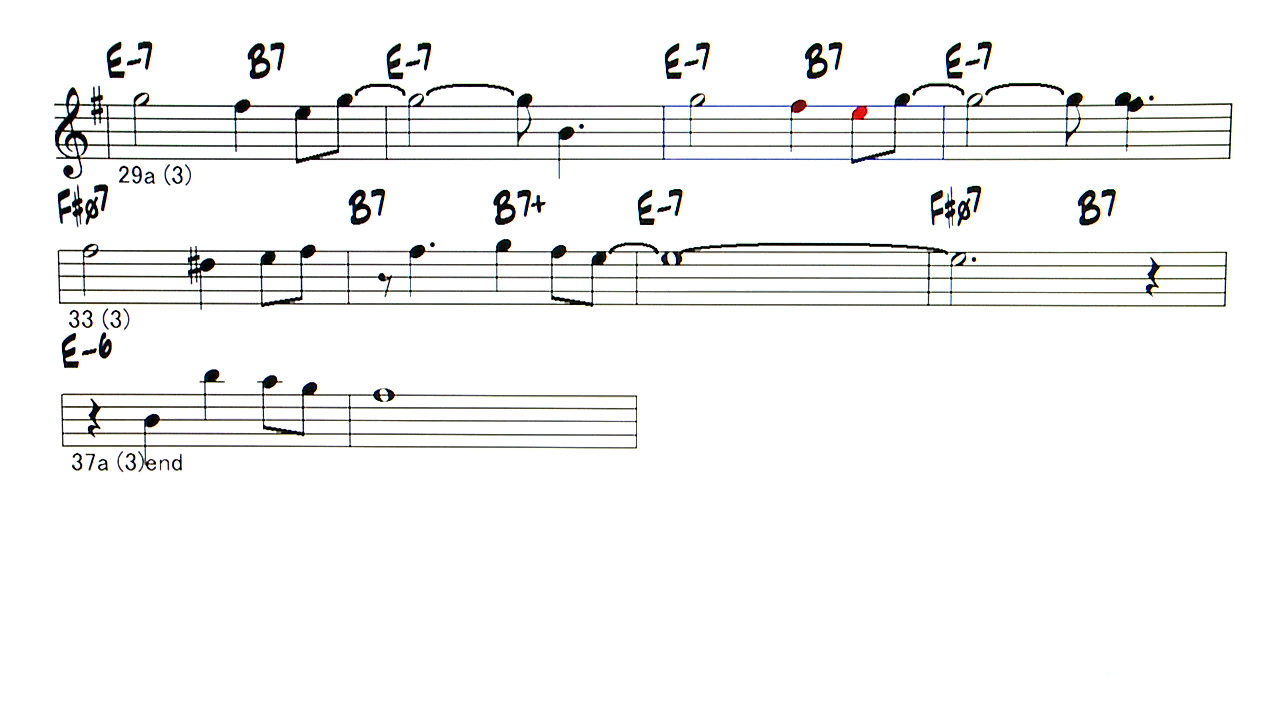 E-7 B7 E-7 E-7 B7 E-7
29a (3)
F#ø7 B7 B7+ E-7 F#ø7 B7
33 (3)
E-6
37a (3)end